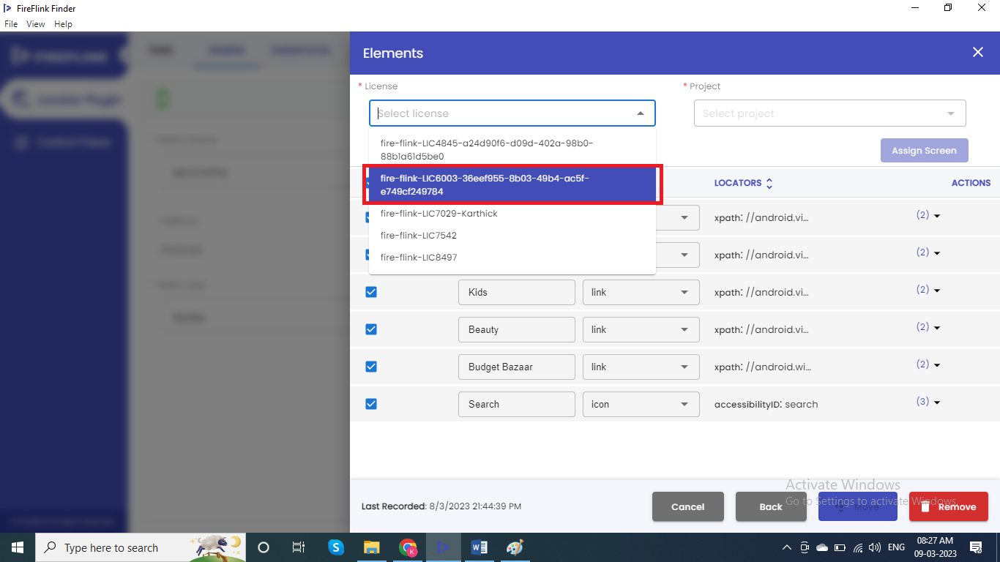 FireFlink Finder
File View Help
Elements
* License
* Project
Select license
Select project
fire-flink-LIC4845-a24d90f6-d09d-402a-98b0-
88b1a61d5be0
Assign Screen
fire-flink-LIC6003-36eef955-8b03-49b4-ac5f-
e749cf249784
LOCATORS
ACTIONS
fire-flink-LIC7029-Karthick
xpath: //android.vi...
(2)
fire-flink-LIC7542
fire-flink-LIC8497
xpath: //android.vi...
(2)
Kids
link
xpath: //android.vi...
(2)
Beauty
link
xpath: //android.vi...
(2)
Budget Bazaar
link
xpath: //android.wi...
(2)
Search
icon
accessibilityID: search
(3)
Activate Windows
Go to Settings to activate Windows.
Last Recorded: 8/3/2023 21:44:39 PM
Cancel
Back
Move
Remove
Type here to search
ENG
08:27 AM
09-03-2023